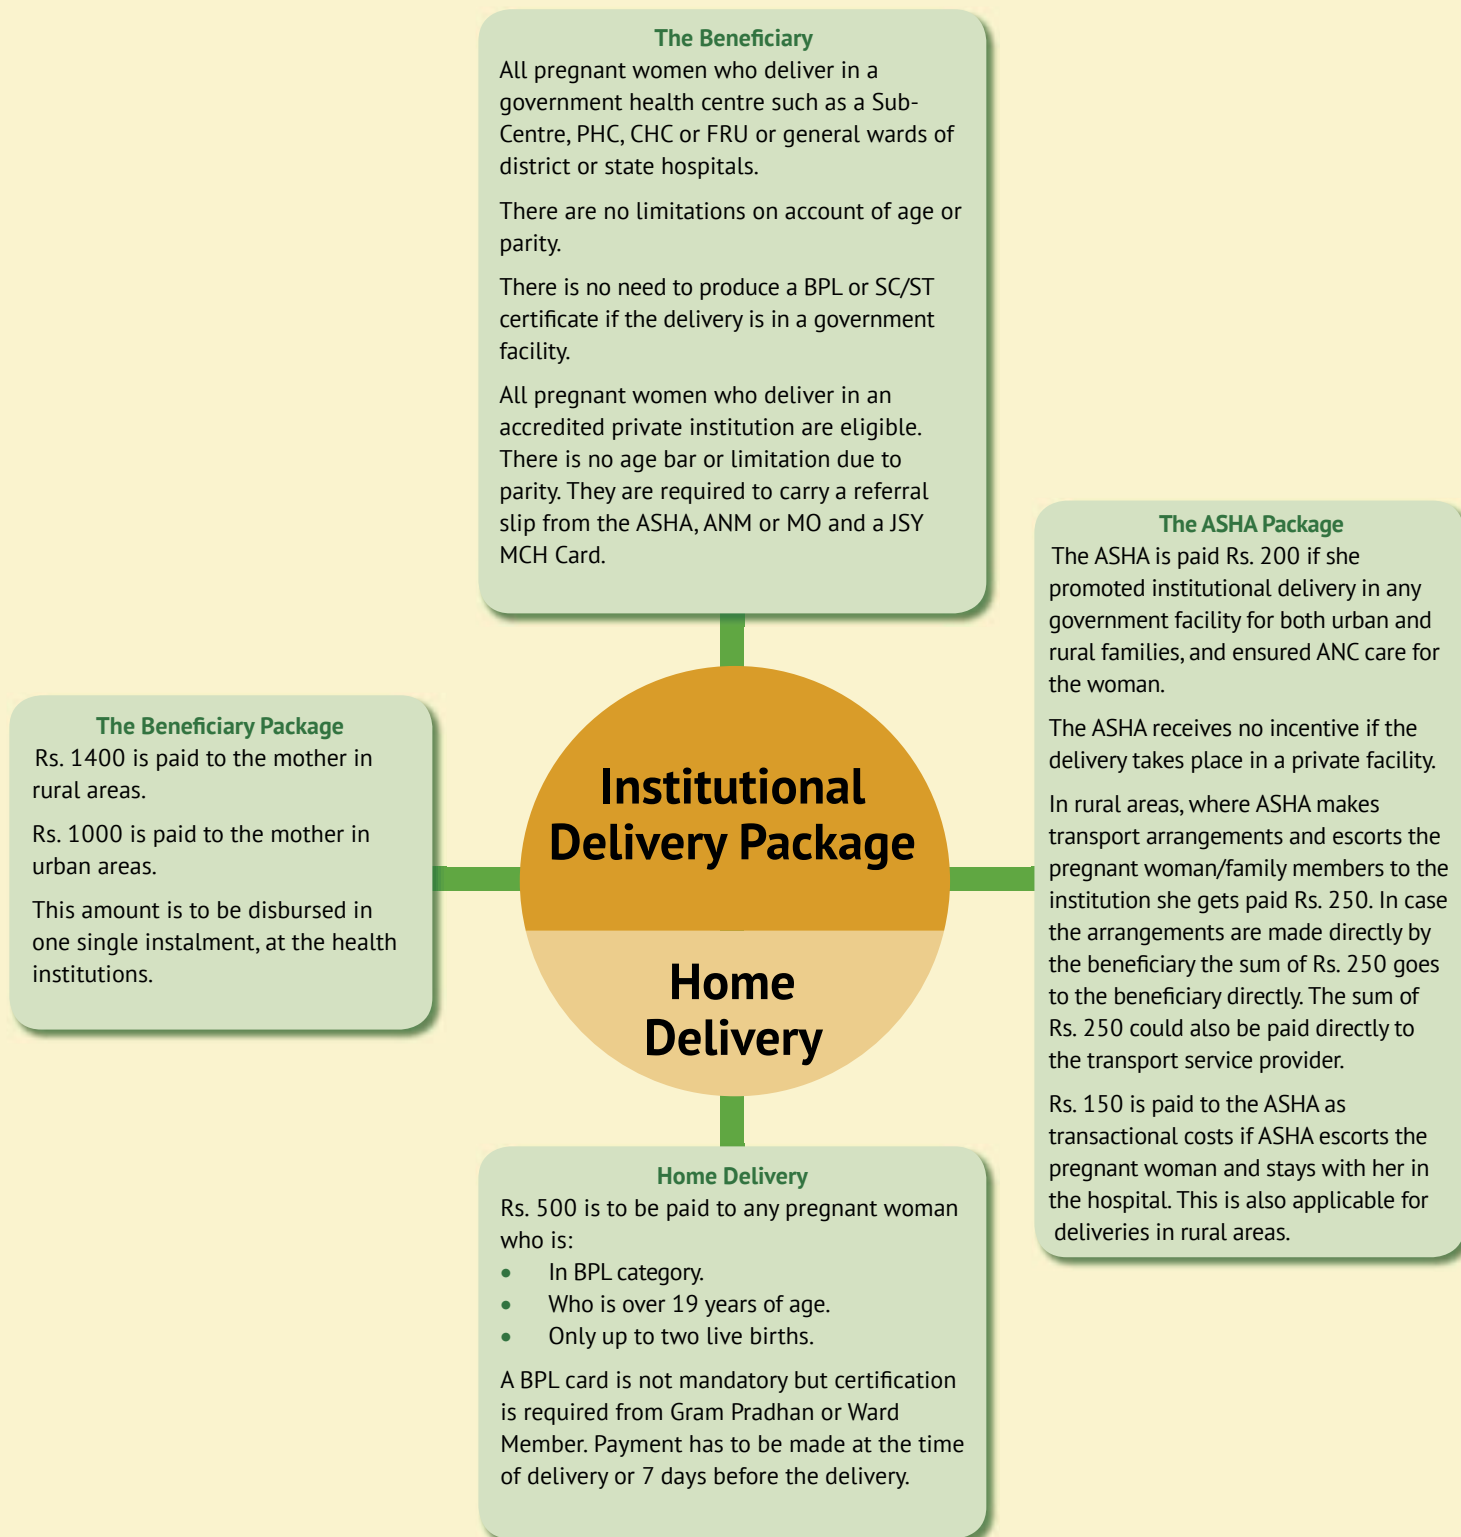 The Beneficiary
All pregnant women who deliver in a
government health centre such as a Sub-
Centre, PHC, CHC or FRU or general wards of
district or state hospitals.
There are no limitations on account of age or
parity.
There is no need to produce a BPL or SC/ST
certificate if the delivery is in a government
facility.
All pregnant women who deliver in an
accredited private institution are eligible.
There is no age bar or limitation due to
parity. They are required to carry a referral
slip from the ASHA, ANM or MO and a JSY
MCH Card.
The Beneficiary Package
Rs. 1400 is paid to the mother in
rural areas.
Rs. 1000 is paid to the mother in
urban areas.
This amount is to be disbursed in
one single instalment, at the health
institutions.
Institutional
Delivery Package
Home
Delivery
The ASHA Package
The ASHA is paid Rs. 200 if she
promoted institutional delivery in any
government facility for both urban and
rural families, and ensured ANC care for
the woman.
The ASHA receives no incentive if the
delivery takes place in a private facility.
In rural areas, where ASHA makes
transport arrangements and escorts the
pregnant woman/family members to the
institution she gets paid Rs. 250. In case
the arrangements are made directly by
the beneficiary the sum of Rs. 250 goes
to the beneficiary directly. The sum of
Rs. 250 could also be paid directly to
the transport service provider.
Rs. 150 is paid to the ASHA as
transactional costs if ASHA escorts the
pregnant woman and stays with her in
the hospital. This is also applicable for
deliveries in rural areas.
Home Delivery
Rs. 500 is to be paid to any pregnant woman
who is:
• In BPL category.
• Who is over 19 years of age.
• Only up to two live births.
A BPL card is not mandatory but certification
is required from Gram Pradhan or Ward
Member. Payment has to be made at the time
of delivery or 7 days before the delivery.